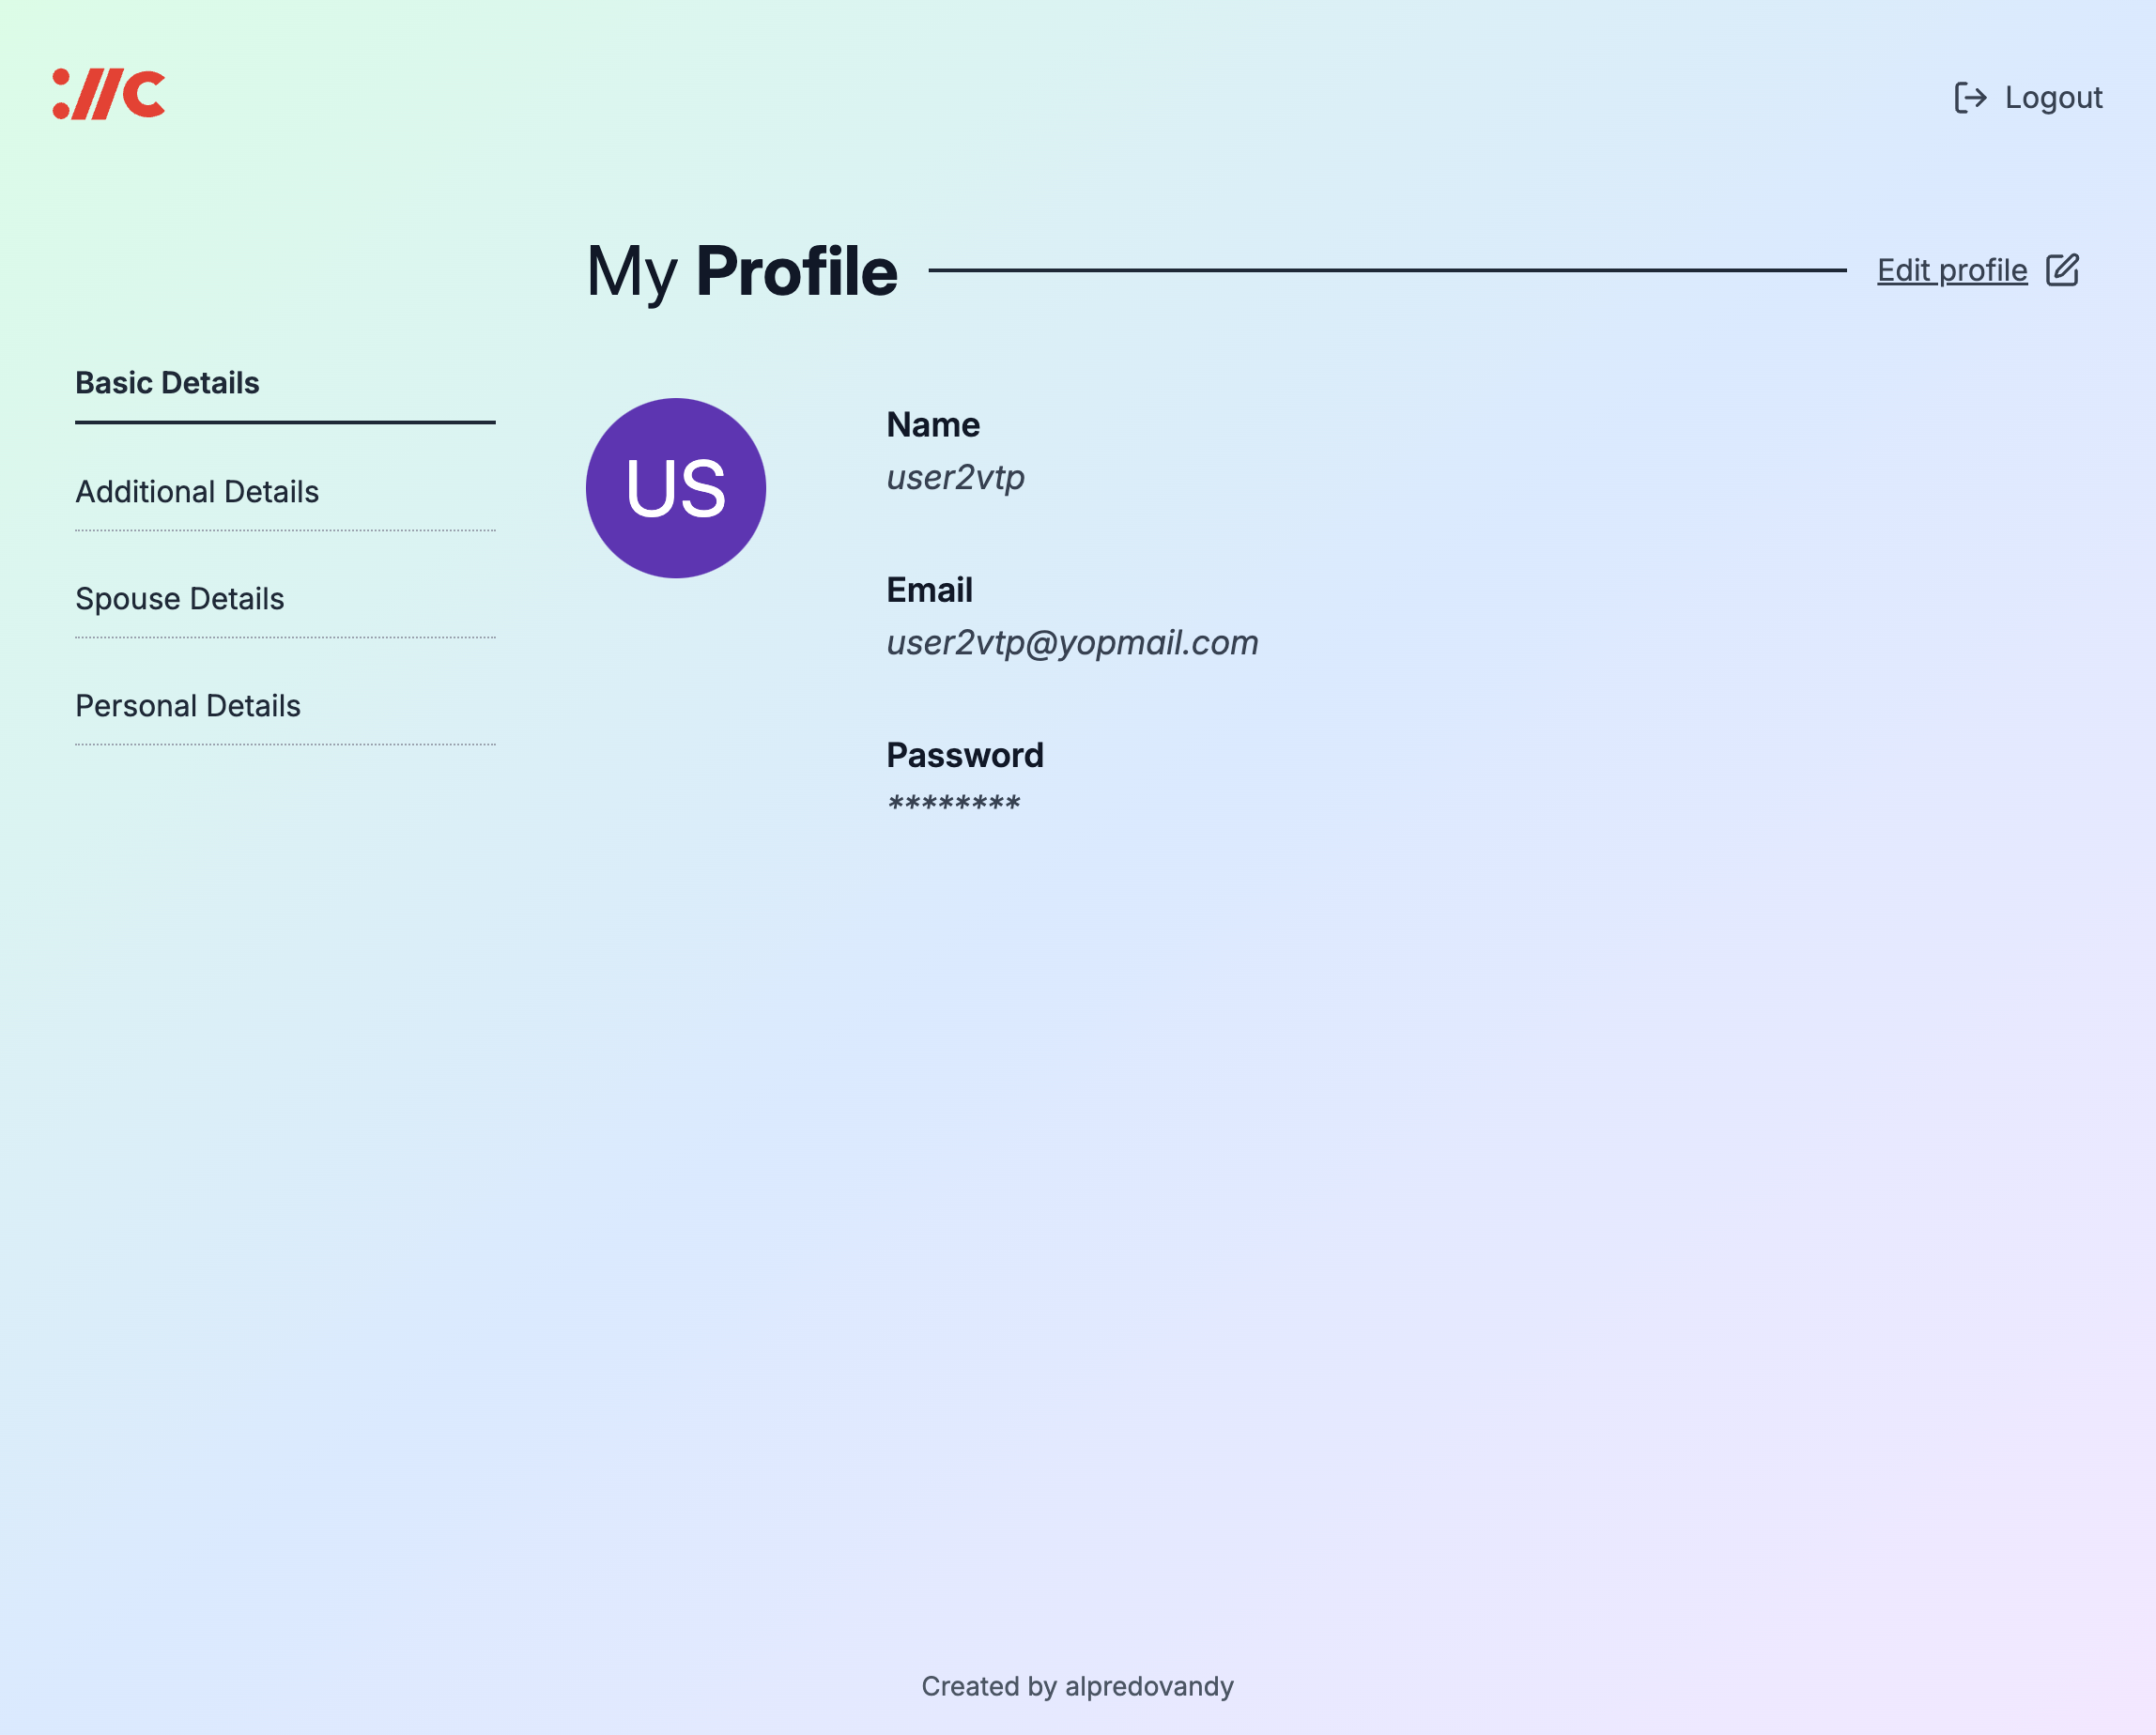 ://c
Logout
My Profile
Edit profile
Basic Details
Additional Details
Spouse Details
Personal Details
US
Name
user2vtp
Email
user2vtp@yopmail.com
Password
********
Created by alpredovandy